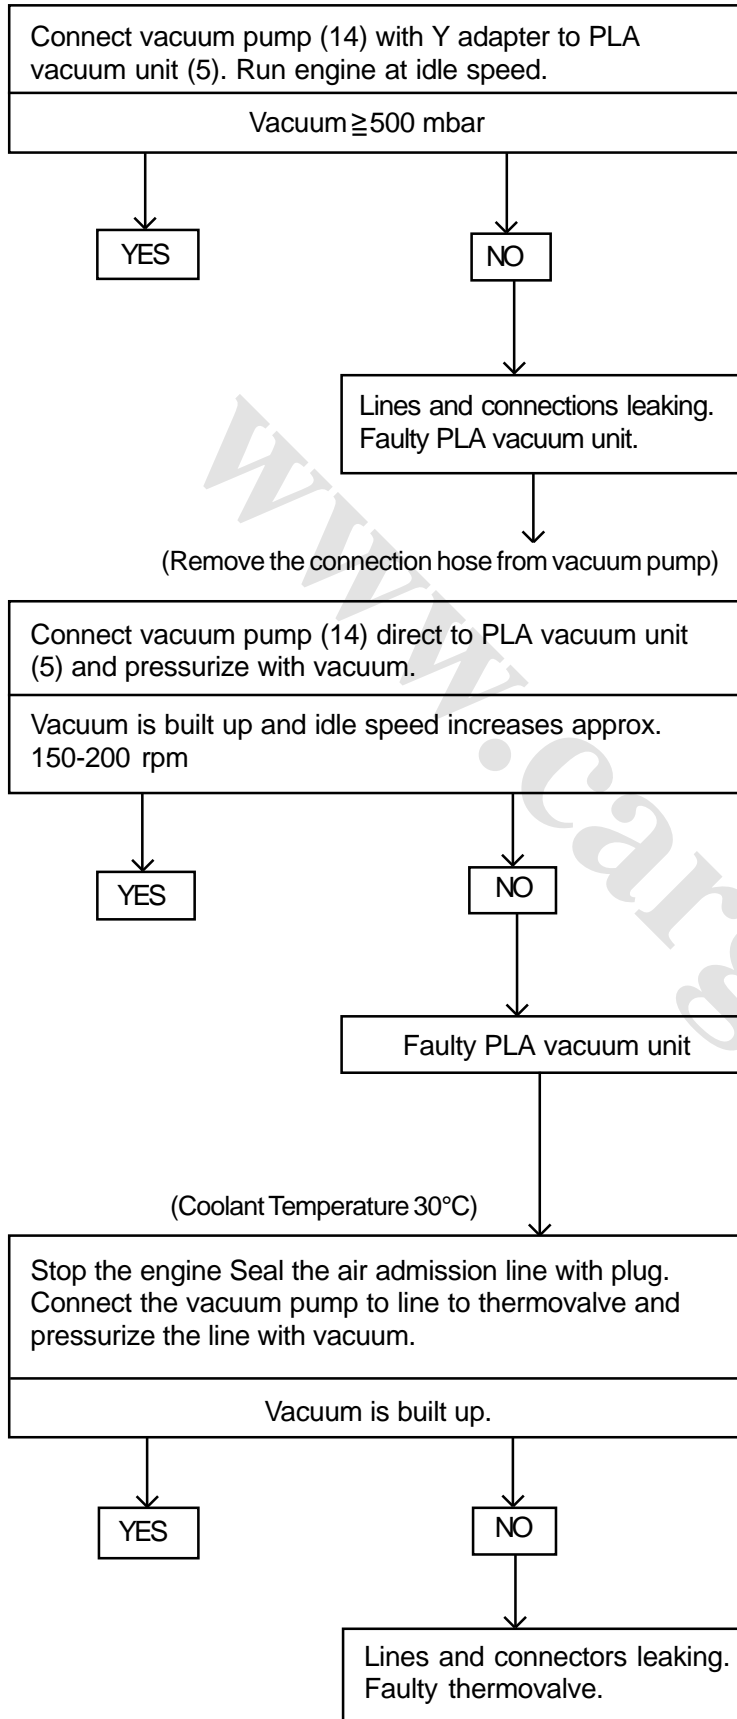 Connect vacuum pump (14) with Y adapter to PLA
vacuum unit (5). Run engine at idle speed.
Vacuum≧500 mbar
YES
NO
Lines and connections leaking.
Faulty PLA vacuum unit.
(Remove the connection hose from vacuum pump)
Connect vacuum pump (14) direct to PLA vacuum unit
(5) and pressurize with vacuum.
Vacuum is built up and idle speed increases approx.
150-200 rpm
YES
NO
Faulty PLA vacuum unit
(Coolant Temperature 30°C)
Stop the engine Seal the air admission line with plug.
Connect the vacuum pump to line to thermovalve and
pressurize the line with vacuum.
Vacuum is built up.
YES
NO
Lines and connectors leaking.
Faulty thermovalve.
www.carg